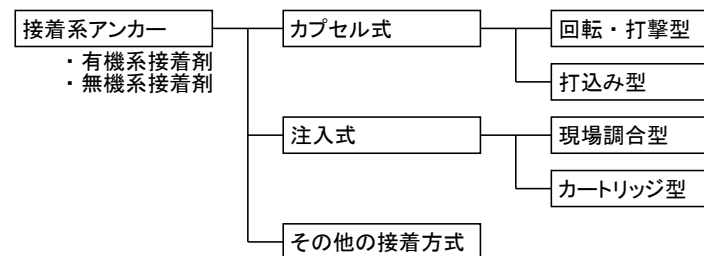 接着系アンカー
・有機系接着剤
・無機系接着剤
カプセル式
回転・打撃型
打込み型
注入式
現場調合型
カートリッジ型
その他の接着方式